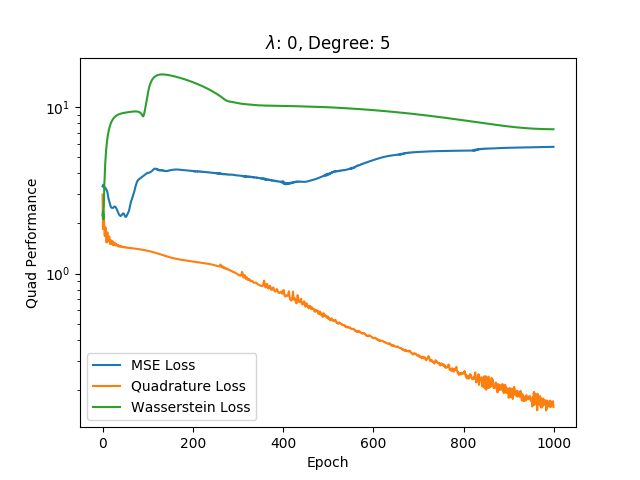 λ: 0, Degree: 5
Quad Performance
10¹
10⁰
MSE Loss
Quadrature Loss
Wasserstein Loss
0 200 400 600 800 1000
Epoch